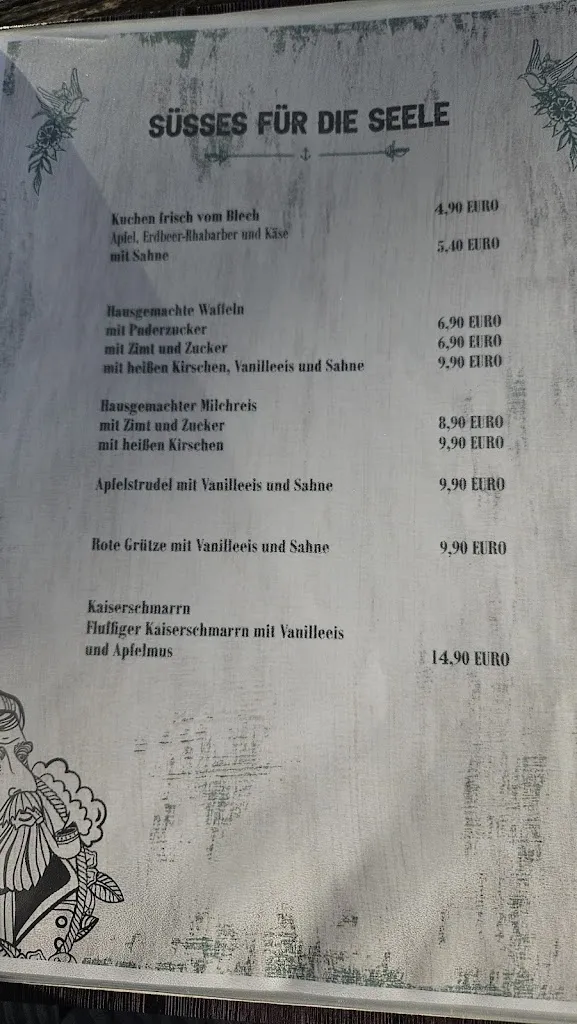 SÜSSES FÜR DIE SEELE
Kuchen frisch vom Blech 4,90 EURO
Apfel, Erdbeer-Rhabarber und Käse
mit Sahne 5,40 EURO
Hausgemachte Waffeln
mit Puderzucker 6,90 EURO
mit Zimt und Zucker 6,90 EURO
mit heißen Kirschen, Vanilleeis und Sahne 9,90 EURO
Hausgemachter Milchreis
mit Zimt und Zucker 8,90 EURO
mit heißen Kirschen 9,90 EURO
Apfelstrudel mit Vanilleeis und Sahne 9,90 EURO
Rote Grütze mit Vanilleeis und Sahne 9,90 EURO
Kaiserschmarrn
Fluffiger Kaiserschmarrn mit Vanilleeis
und Apfelmus 14,90 EURO